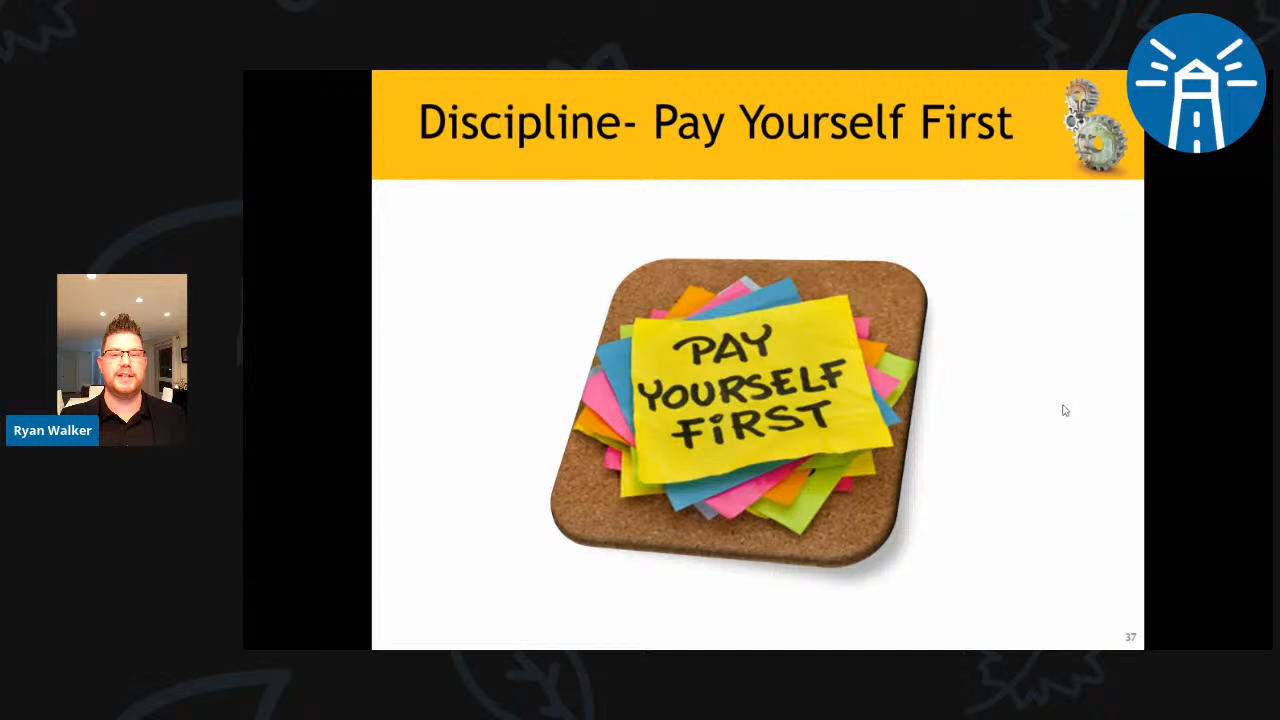 Discipline- Pay Yourself First
PAY
YOURSELF
FiRST
Ryan Walker
37